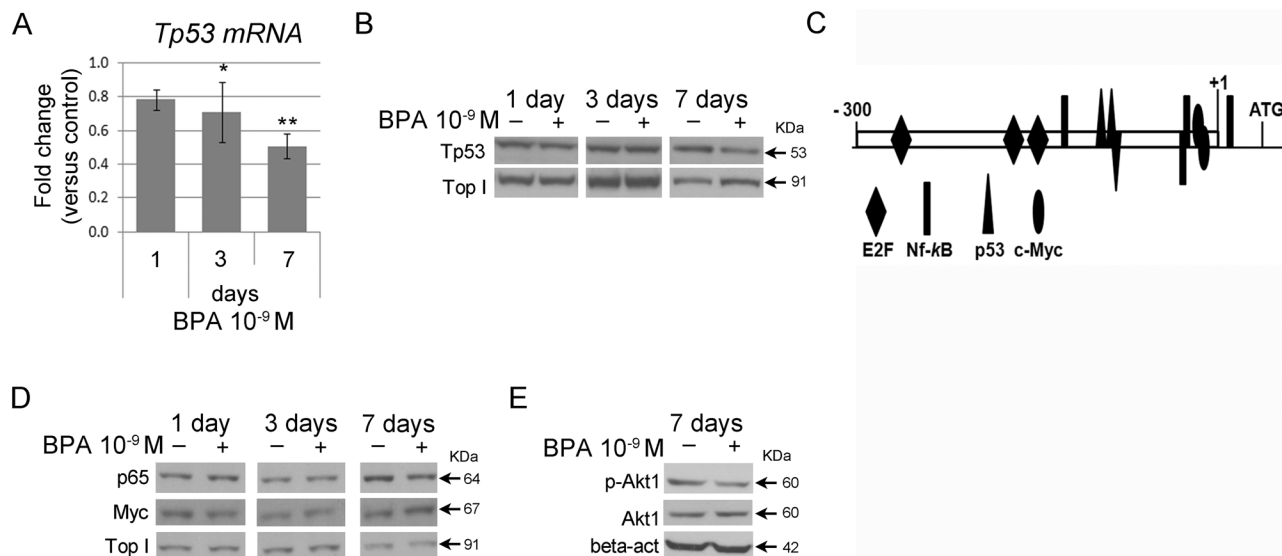 A
Tp53 mRNA
Fold change
(versus control)
1.0
0.8
0.6
0.4
0.2
0.0
*
**
1 3 7
days
BPA 10⁻⁹ M
B
1 day 3 days 7 days
BPA 10⁻⁹ M − + − + − + KDa
Tp53 53
Top I 91
C
-300 +1 ATG
E2F Nf-kB p53 c-Myc
D
1 day 3 days 7 days
BPA 10⁻⁹ M − + − + − + KDa
p65 64
Myc 67
Top I 91
E
7 days
BPA 10⁻⁹ M − + KDa
p-Akt1 60
Akt1 60
beta-act 42